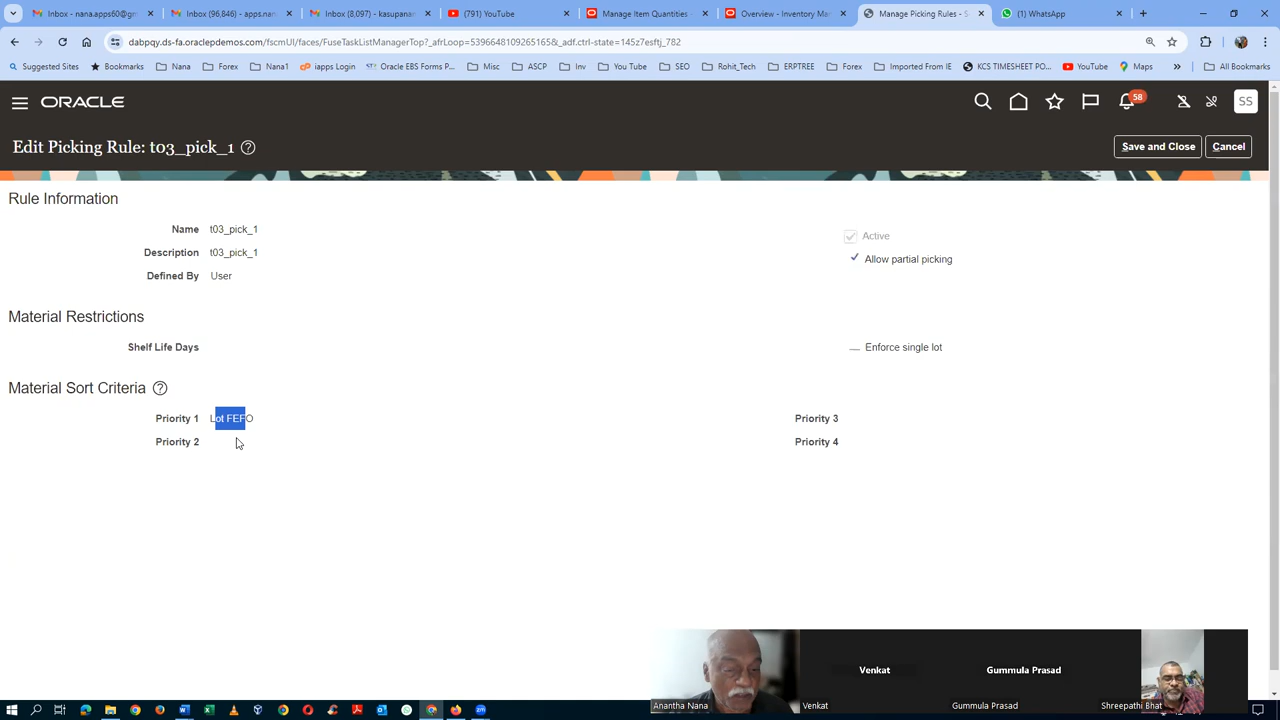 Inbox - nana.apps60@gm
Inbox (96,846) - apps.nan
Inbox (8,097) - kasupanan
(791) YouTube
Manage Item Quantities -
Overview - Inventory Man
Manage Picking Rules - S
(1) WhatsApp
dabpqy.ds-fa.oraclepdemos.com/fscmUI/faces/FuseTaskListManagerTop?_afrLoop=5396648109265165&_adf.ctrl-state=145z7esftj_782
Suggested Sites
Bookmarks
Nana
Forex
Nana1
iapps Login
Oracle EBS Forms P...
Misc
ASCP
Inv
You Tube
SEO
Rohit_Tech
ERPTREE
Forex
Imported From IE
KCS TIMESHEET PO...
YouTube
Maps
All Bookmarks
ORACLE
58
SS
Edit Picking Rule: t03_pick_1
Save and Close
Cancel
Rule Information
Name t03_pick_1
Active
Description t03_pick_1
Allow partial picking
Defined By User
Material Restrictions
Shelf Life Days
Enforce single lot
Material Sort Criteria
Priority 1 Lot FEFO
Priority 3
Priority 2
Priority 4
Venkat
Gummula Prasad
Anantha Nana
Venkat
Gummula Prasad
Shreepathi Bhat